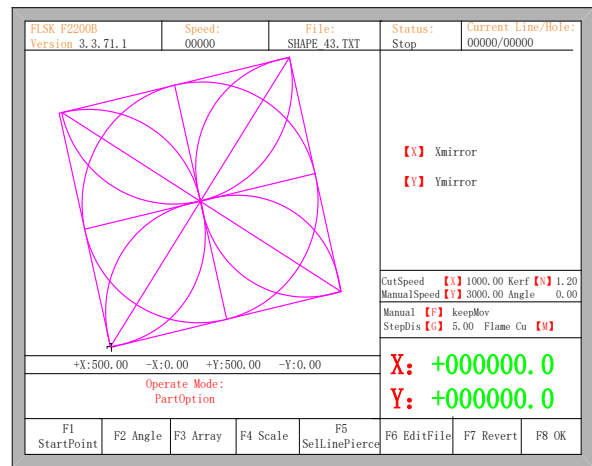 FLSK F2200B
Version 3.3.71.1
Speed:
00000
File:
SHAPE_43.TXT
Status:
Stop
Current Line/Hole:
00000/00000
【X】 Xmirror
【Y】 Ymirror
CutSpeed 【X】 1000.00 Kerf 【N】 1.20
ManualSpeed 【Y】 3000.00 Angle 0.00
Manual 【F】 keepMov
StepDis 【G】 5.00 Flame Cu 【M】
+X:500.00 -X:0.00 +Y:500.00 -Y:0.00
Operate Mode:
PartOption
X: +000000.0
Y: +000000.0
F1
StartPoint
F2 Angle
F3 Array
F4 Scale
F5
SelLinePierce
F6 EditFile
F7 Revert
F8 OK